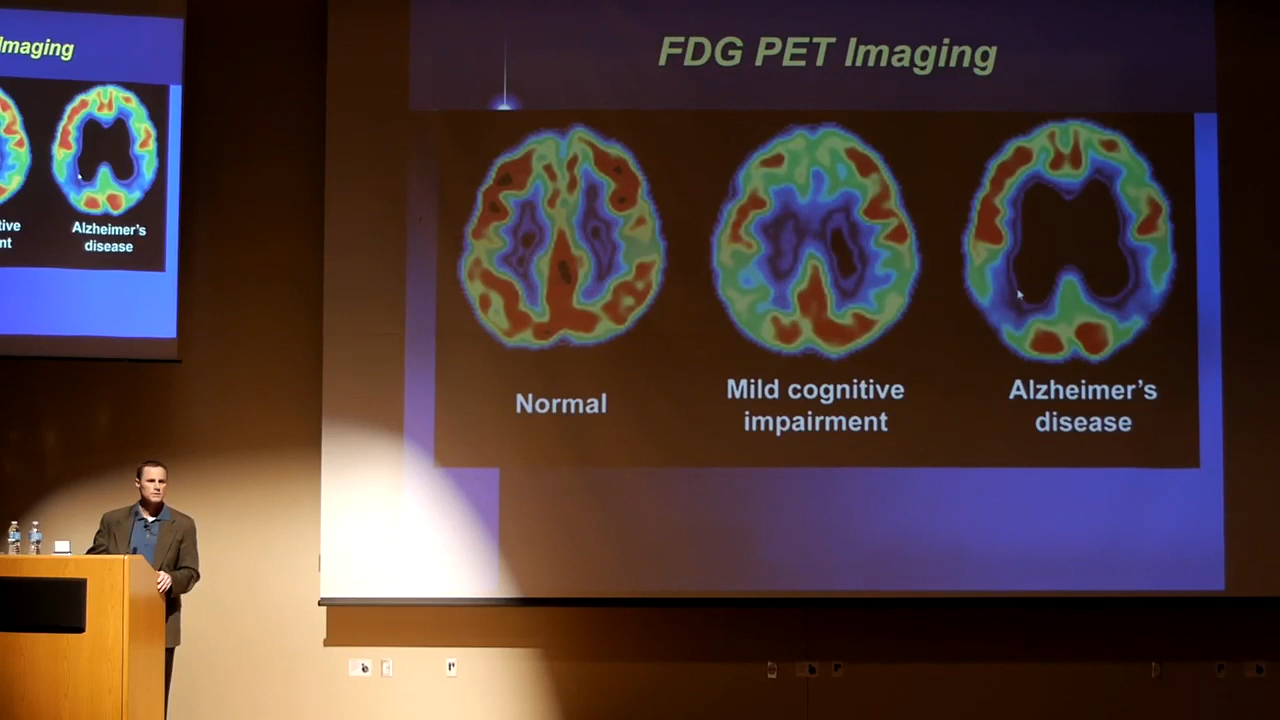 Imaging
tive
nt
Alzheimer's
disease
FDG PET Imaging
Normal
Mild cognitive
impairment
Alzheimer's
disease